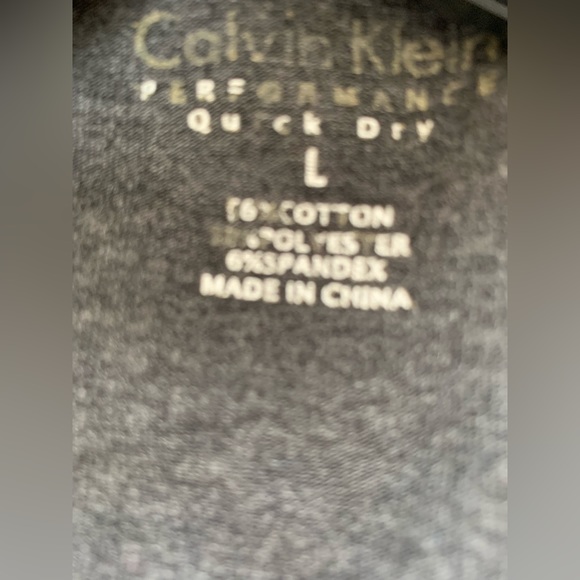 Calvin Klein
PERFORMANCE
Quick Dry
L
COTTON
POLYESTER
6%SPANDEX
MADE IN CHINA